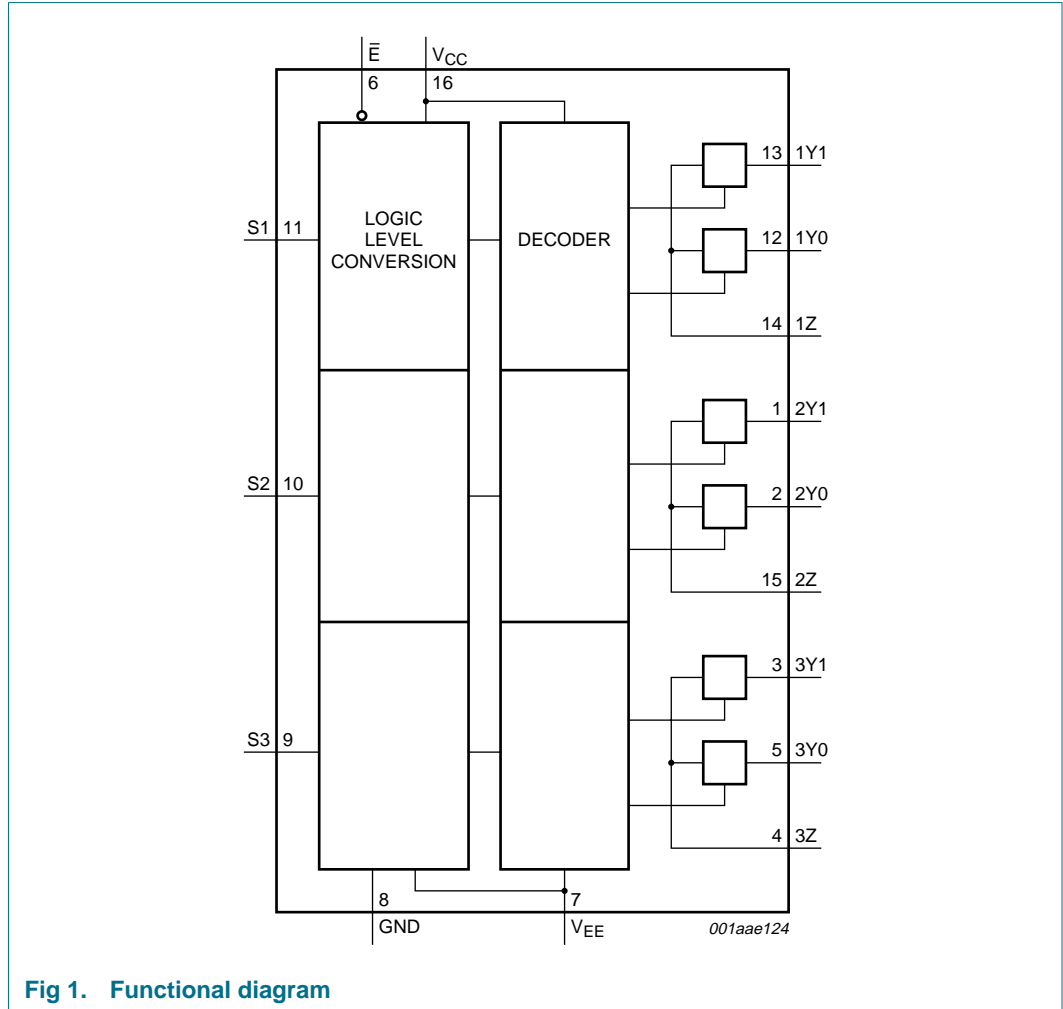 E̅ VCC
6 16
13 1Y1
S1 11
LOGIC
LEVEL
CONVERSION
DECODER
12 1Y0
14 1Z
1 2Y1
S2 10
2 2Y0
15 2Z
3 3Y1
S3 9
5 3Y0
4 3Z
8 7
GND VEE
001aae124
Fig 1. Functional diagram